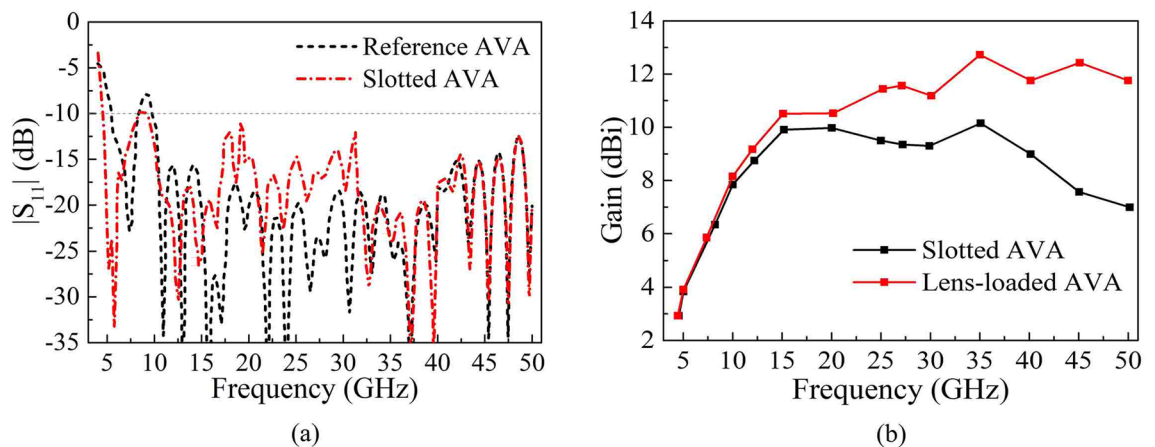 0
-5
-10
-15
-20
-25
-30
-35
|S11| (dB)
Reference AVA
Slotted AVA
5 10 15 20 25 30 35 40 45 50
Frequency (GHz)
(a)
14
12
10
8
6
4
2
Gain (dBi)
Slotted AVA
Lens-loaded AVA
5 10 15 20 25 30 35 40 45 50
Frequency (GHz)
(b)